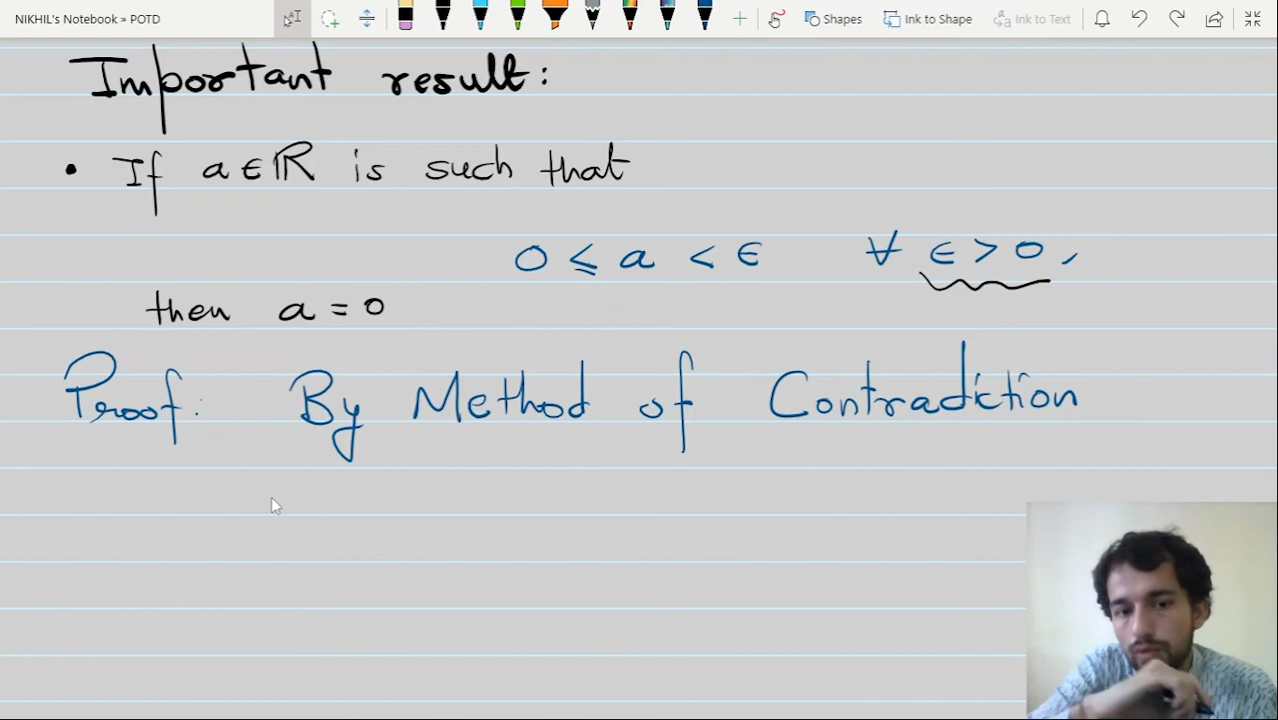 NIKHIL's Notebook » POTD
Shapes Ink to Shape Ink to Text
Important result:
• If a∈ℝ is such that
0 ≤ a < ∈ ∀ ∈ > 0,
then a = 0
Proof: By Method of Contradiction